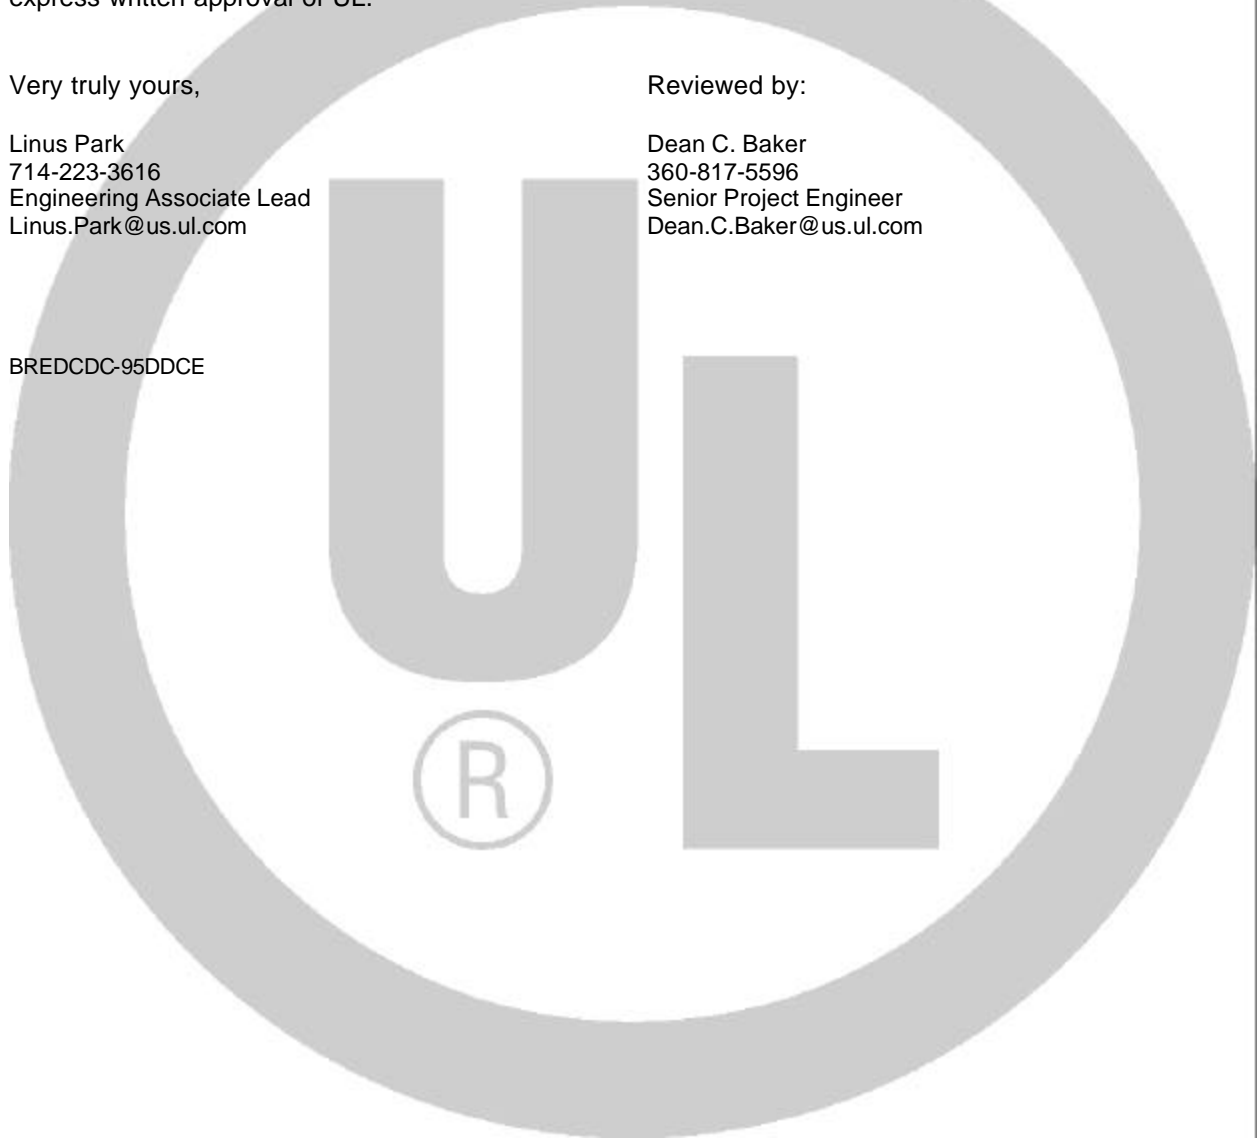 express written approval of UL.
Very truly yours,
Linus Park
714-223-3616
Engineering Associate Lead
Linus.Park@us.ul.com
Reviewed by:
Dean C. Baker
360-817-5596
Senior Project Engineer
Dean.C.Baker@us.ul.com
BREDCDC-95DDCE
UL
®